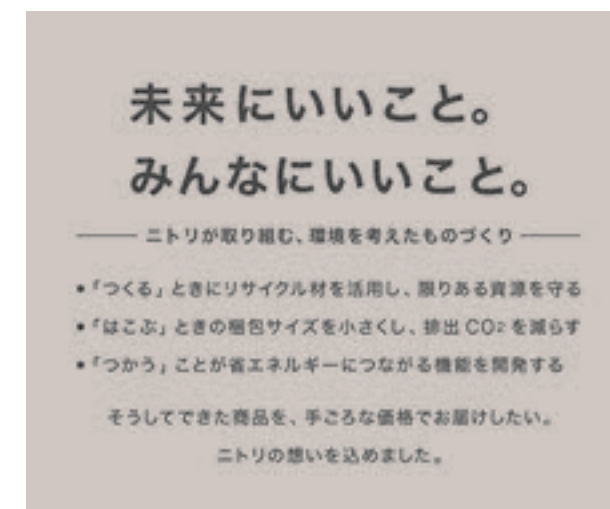 未来にいいこと。
みんなにいいこと。
ニトリが取り組む、環境を考えたものづくり
•「つくる」ときにリサイクル材を活用し、限りある資源を守る
•「はこぶ」ときの梱包サイズを小さくし、排出CO2を減らす
•「つかう」ことが省エネルギーにつながる機能を開発する
そうしてできた商品を、手ごろな価格でお届けしたい。
ニトリの想いを込めました。